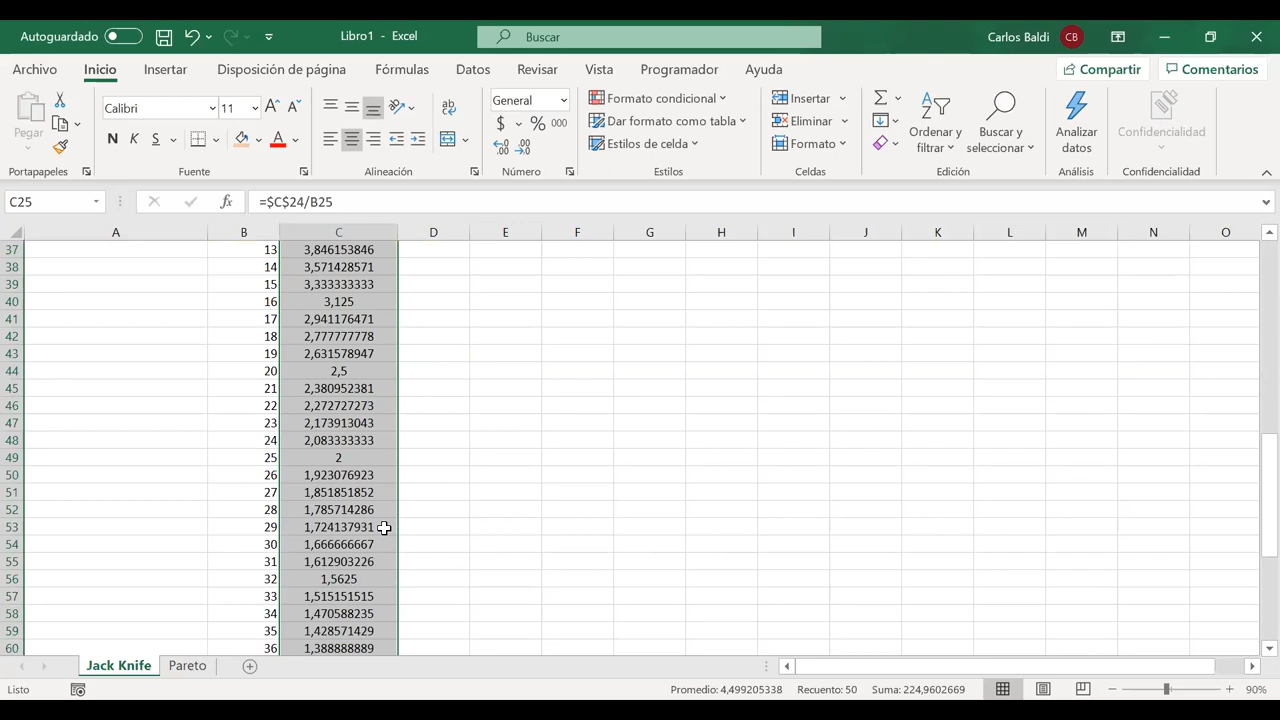 Autoguardado Libro1 - Excel Buscar Carlos Baldi CB
Archivo Inicio Insertar Disposición de página Fórmulas Datos Revisar Vista Programador Ayuda Compartir Comentarios
Pegar Calibri 11 General Formato condicional Insertar Ordenar y filtrar Buscar y seleccionar Analizar datos Confidencialidad
N K S $ % 000 Dar formato como tabla Eliminar
Estilos de celda Formato
Portapapeles Fuente Alineación Número Estilos Celdas Edición Análisis Confidencialidad
C25 fx =$C$24/B25
A B C D E F G H I J K L M N O
37 13 3,846153846
38 14 3,571428571
39 15 3,333333333
40 16 3,125
41 17 2,941176471
42 18 2,777777778
43 19 2,631578947
44 20 2,5
45 21 2,380952381
46 22 2,272727273
47 23 2,173913043
48 24 2,083333333
49 25 2
50 26 1,923076923
51 27 1,851851852
52 28 1,785714286
53 29 1,724137931
54 30 1,666666667
55 31 1,612903226
56 32 1,5625
57 33 1,515151515
58 34 1,470588235
59 35 1,428571429
60 36 1,388888889
Jack Knife Pareto
Listo Promedio: 4,499205338 Recuento: 50 Suma: 224,9602669 90%